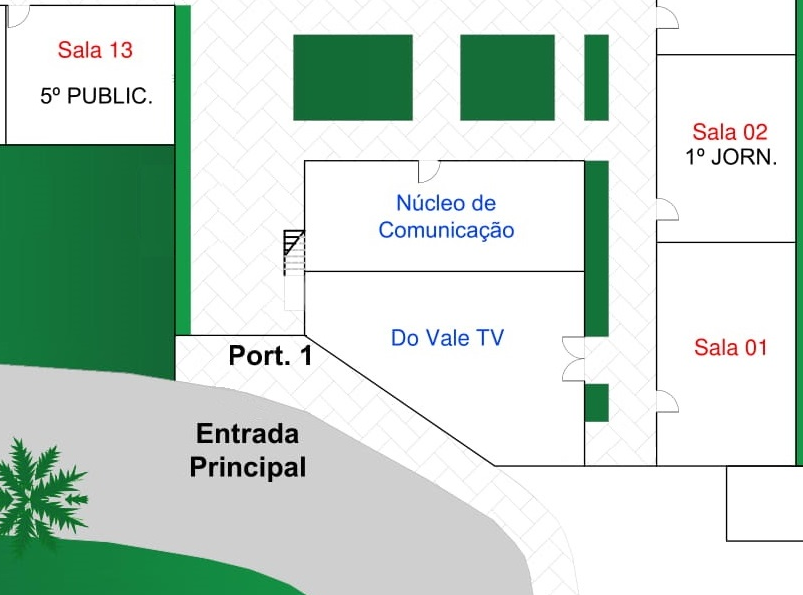 Sala 13
5º PUBLIC.
Sala 02
1º JORN.
Núcleo de
Comunicação
Do Vale TV
Sala 01
Port. 1
Entrada
Principal